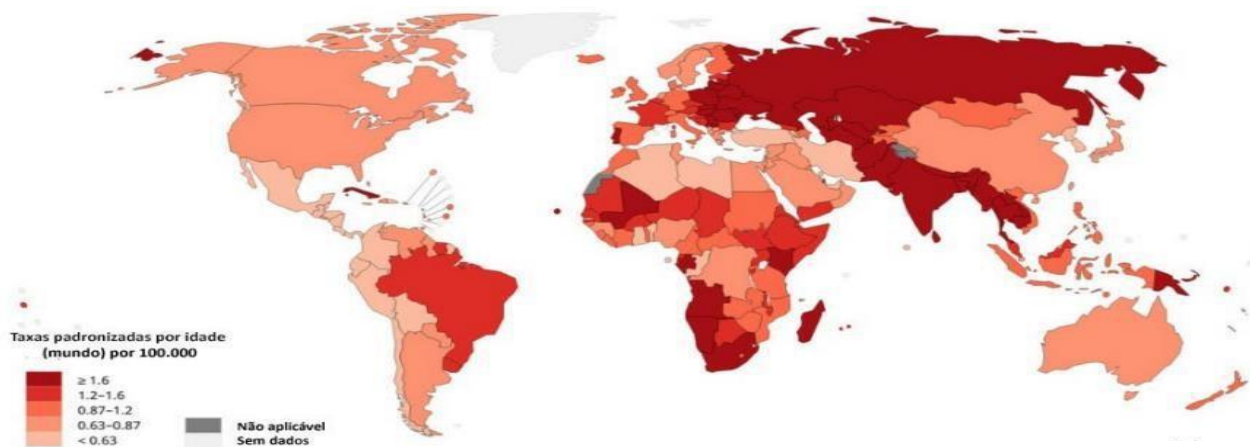 Taxas padronizadas por idade
(mundo) por 100.000
≥ 1.6
1.2–1.6
0.87–1.2
0.63–0.87
< 0.63
Não aplicável
Sem dados